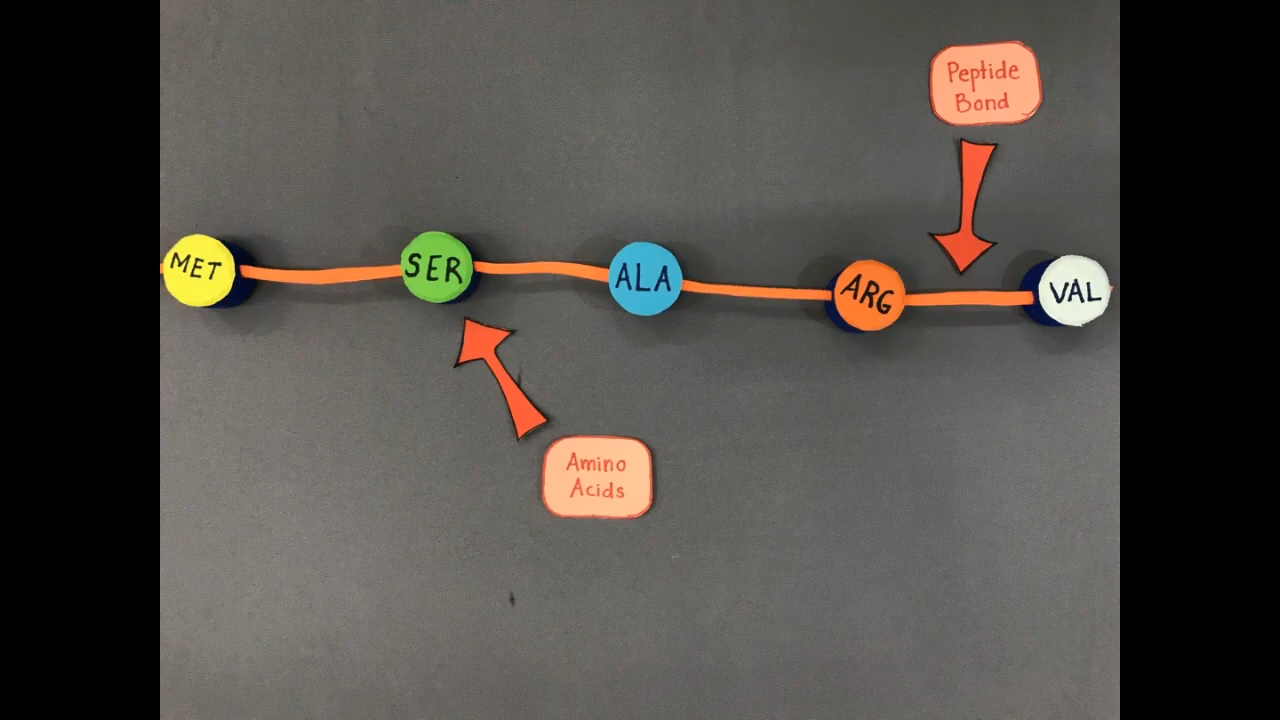 Peptide
Bond
MET
SER
ALA
ARG
VAL
Amino
Acids